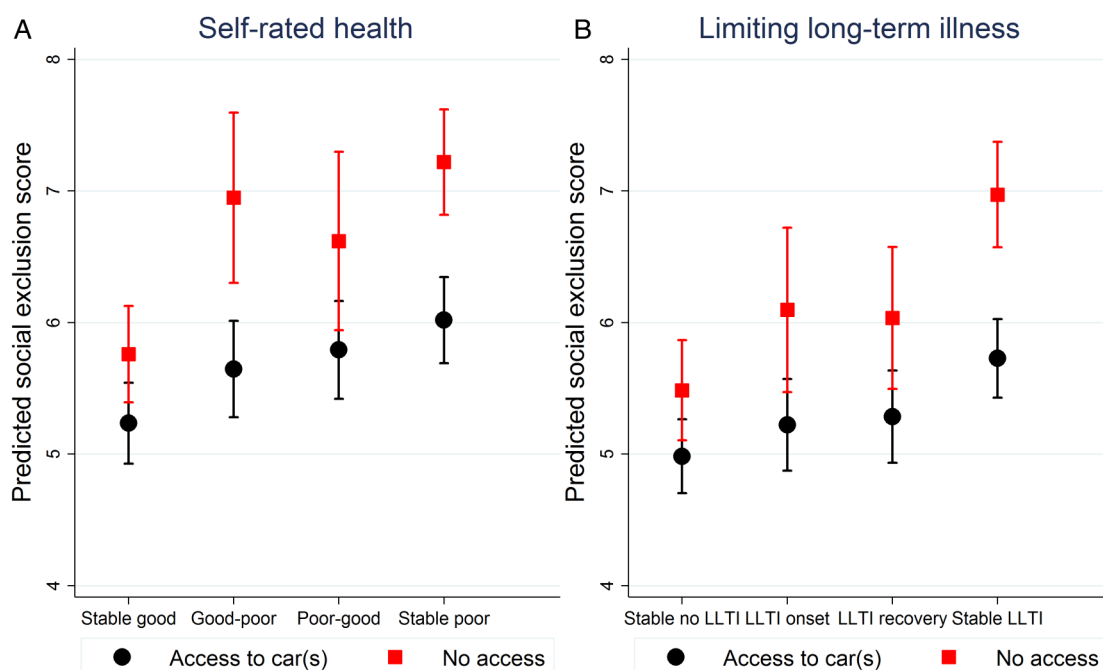 A Self-rated health
Predicted social exclusion score
8
7
6
5
4
Stable good Good-poor Poor-good Stable poor
Access to car(s) No access
B Limiting long-term illness
Predicted social exclusion score
8
7
6
5
4
Stable no LLTI LLTI onset LLTI recovery Stable LLTI
Access to car(s) No access